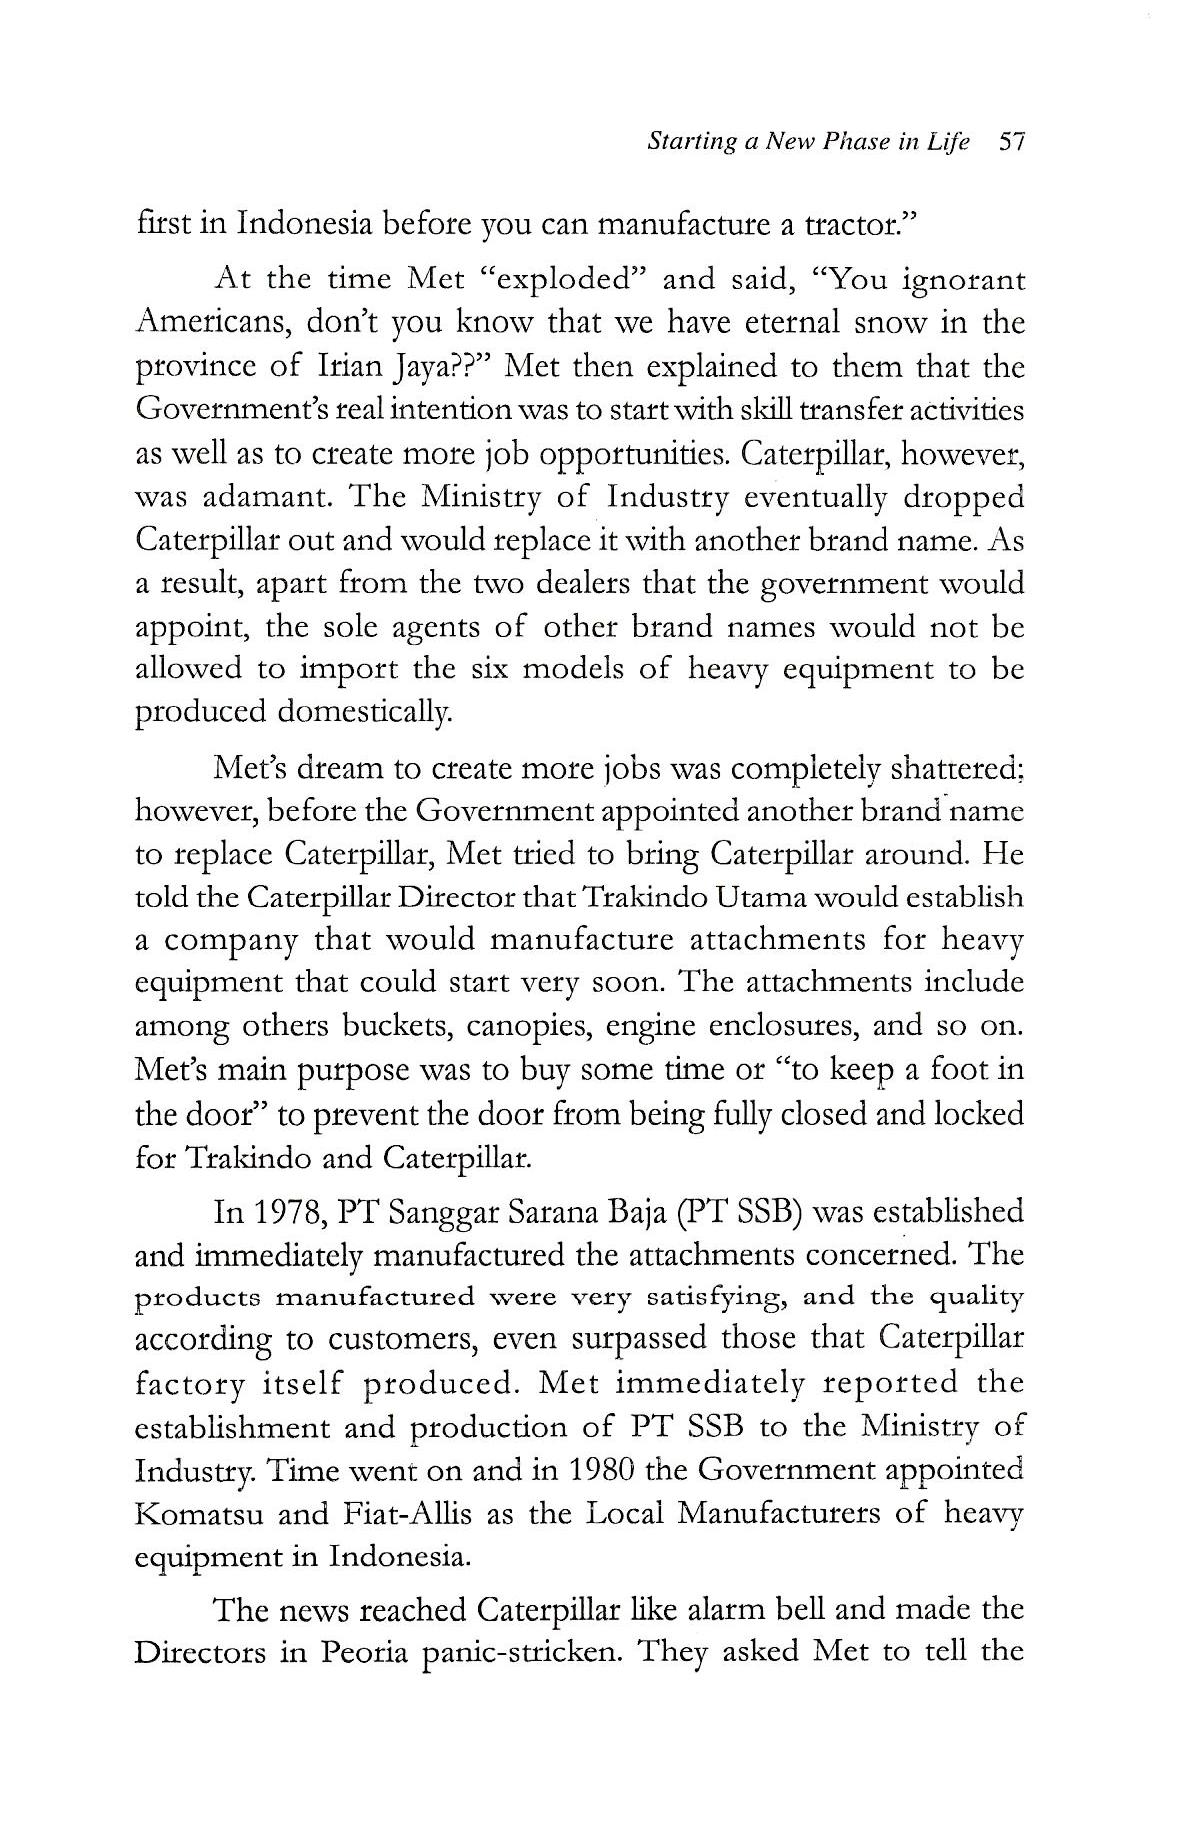 Starting a New Phase in Life 57
first in Indonesia before you can manufacture a tractor.”
At the time Met “exploded” and said, “You ignorant
Americans, don’t you know that we have eternal snow in the
province of Irian Jaya??” Met then explained to them that the
Government’s real intention was to start with skill transfer activities
as well as to create more job opportunities. Caterpillar, however,
was adamant. The Ministry of Industry eventually dropped
Caterpillar out and would replace it with another brand name. As
a result, apart from the two dealers that the government would
appoint, the sole agents of other brand names would not be
allowed to import the six models of heavy equipment to be
produced domestically.
Met’s dream to create more jobs was completely shattered;
however, before the Government appointed another brand name
to replace Caterpillar, Met tried to bring Caterpillar around. He
told the Caterpillar Director that Trakindo Utama would establish
a company that would manufacture attachments for heavy
equipment that could start very soon. The attachments include
among others buckets, canopies, engine enclosures, and so on.
Met’s main purpose was to buy some time or “to keep a foot in
the door” to prevent the door from being fully closed and locked
for Trakindo and Caterpillar.
In 1978, PT Sanggar Sarana Baja (PT SSB) was established
and immediately manufactured the attachments concerned. The
products manufactured were very satisfying, and the quality
according to customers, even surpassed those that Caterpillar
factory itself produced. Met immediately reported the
establishment and production of PT SSB to the Ministry of
Industry. Time went on and in 1980 the Government appointed
Komatsu and Fiat-Allis as the Local Manufacturers of heavy
equipment in Indonesia.
The news reached Caterpillar like alarm bell and made the
Directors in Peoria panic-stricken. They asked Met to tell the